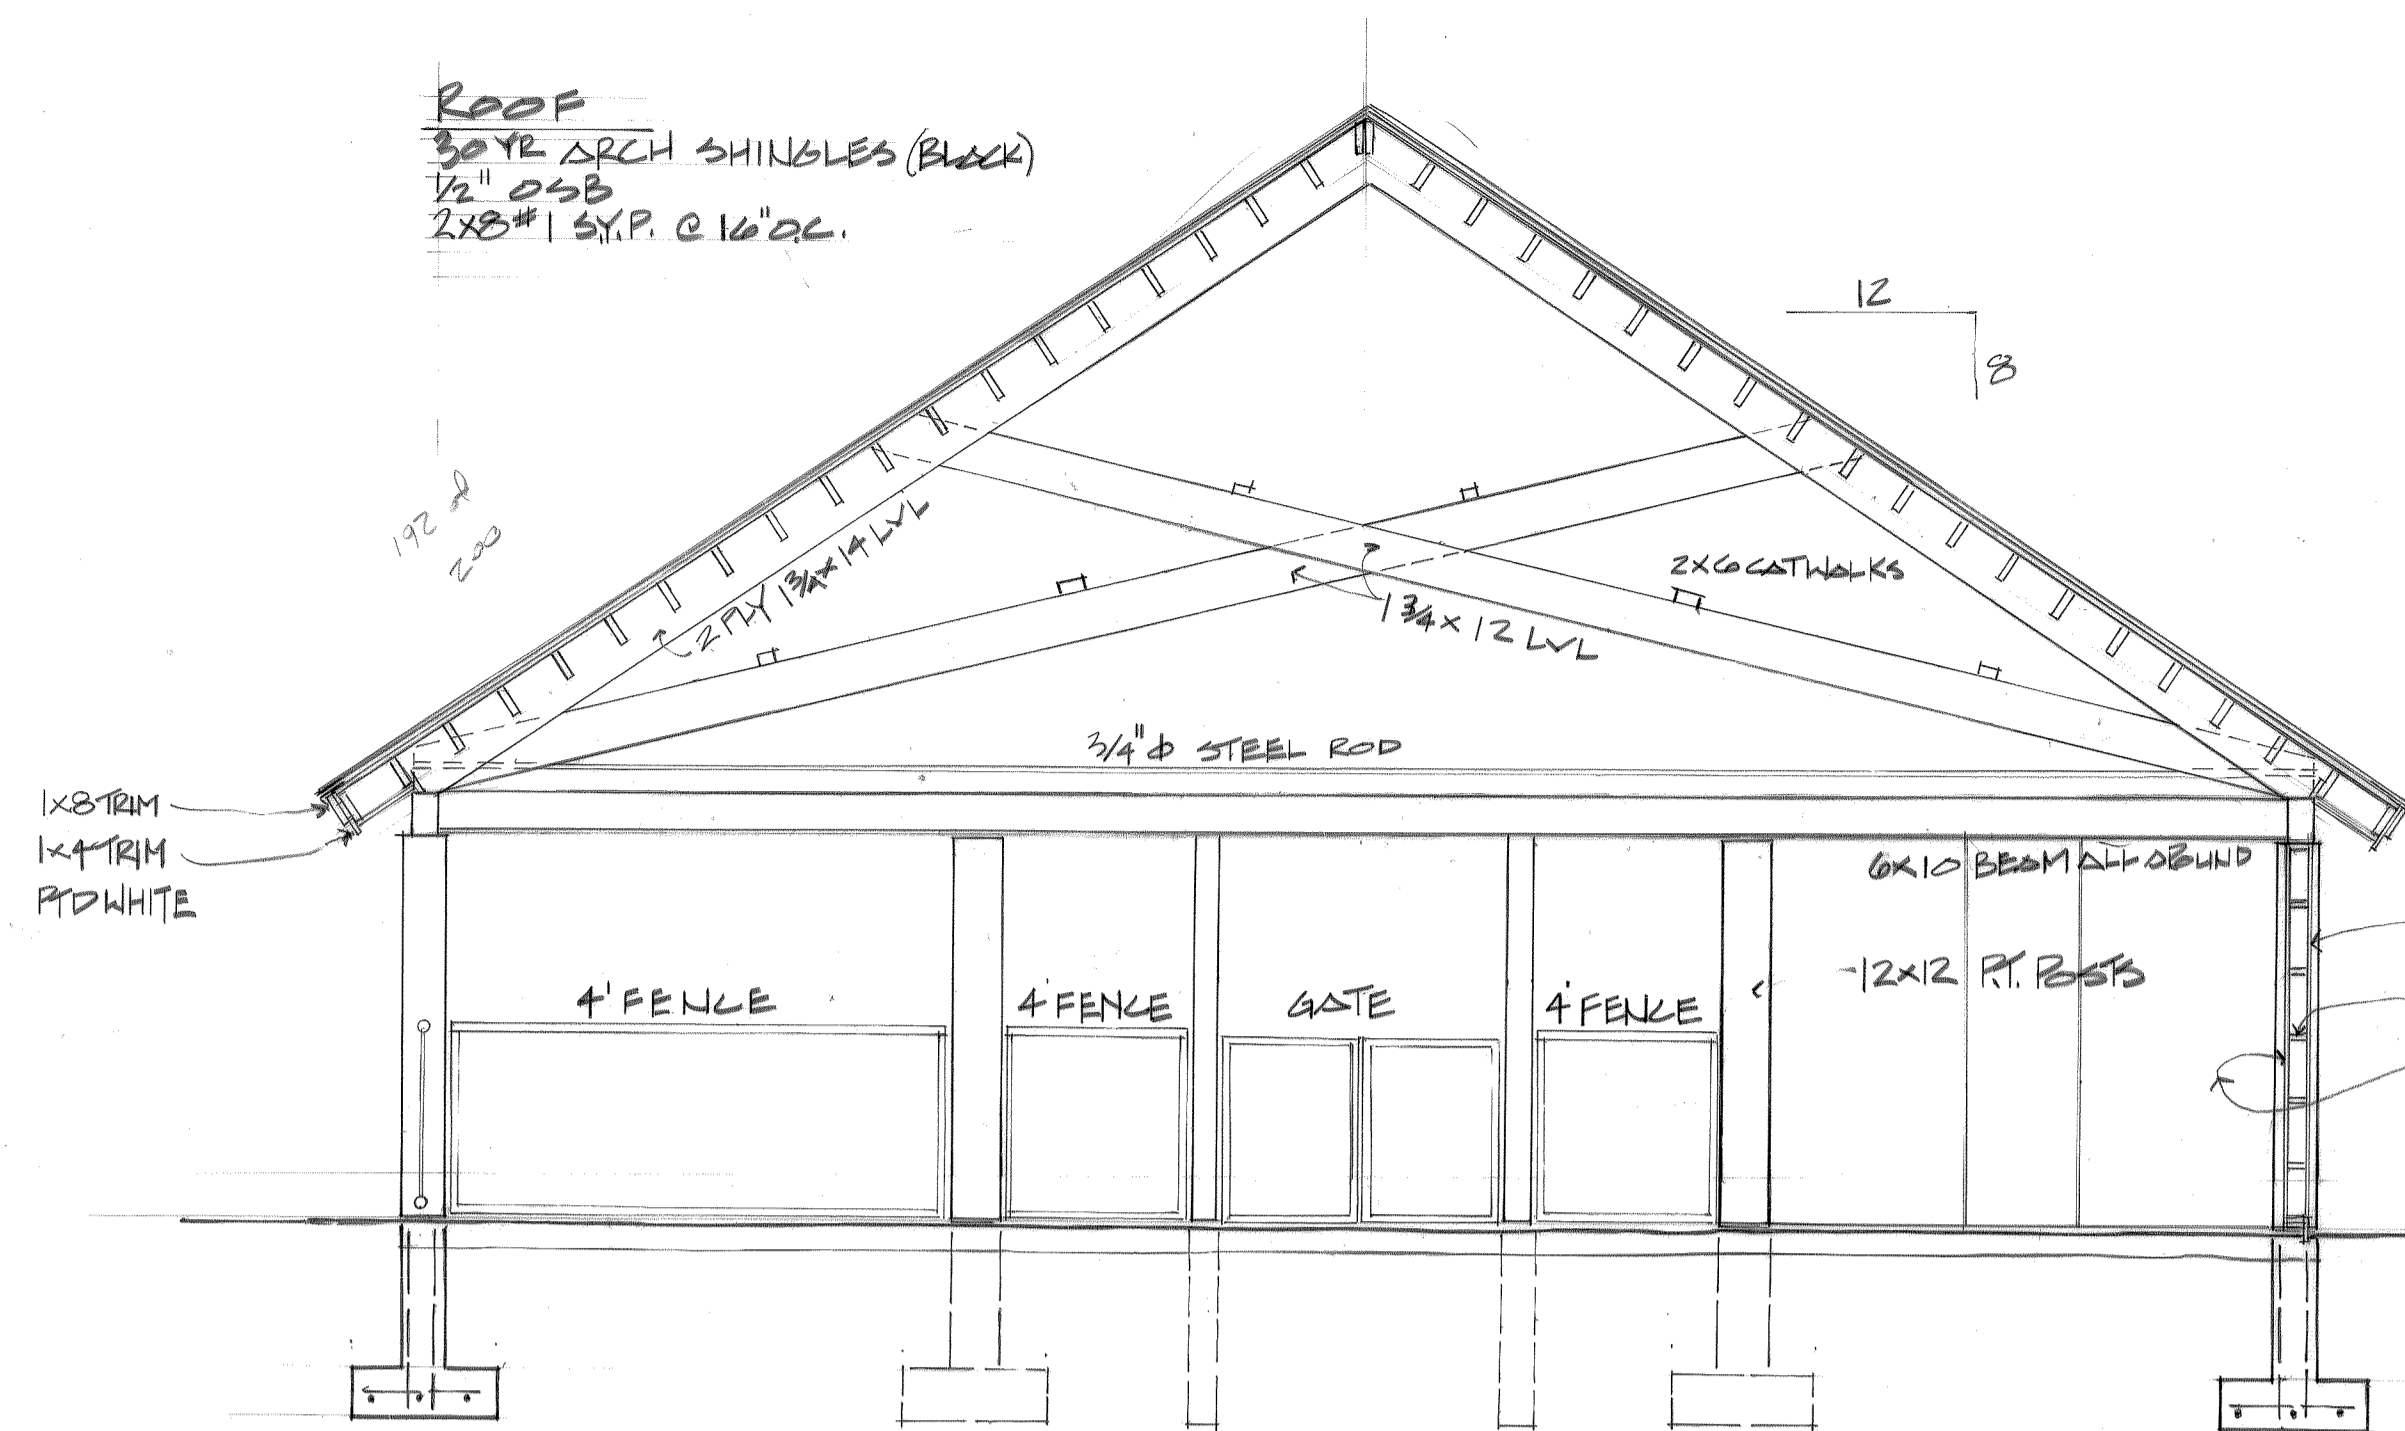 ROOF
30 YR ARCH SHINGLES (BLACK)
1/2" OSB
2x8 #1 S.Y.P. @ 16" O.C.
12
8
192
200
2 PLY 1 3/4 x 14 LVL
2x6 CATWALKS
1 3/4 x 12 LVL
3/4" Φ STEEL ROD
1x8 TRIM
1x4 TRIM
PTD WHITE
6x10 BEAM ALL AROUND
-12x12 P.T. POSTS
4' FENCE
4' FENCE
GATE
4' FENCE